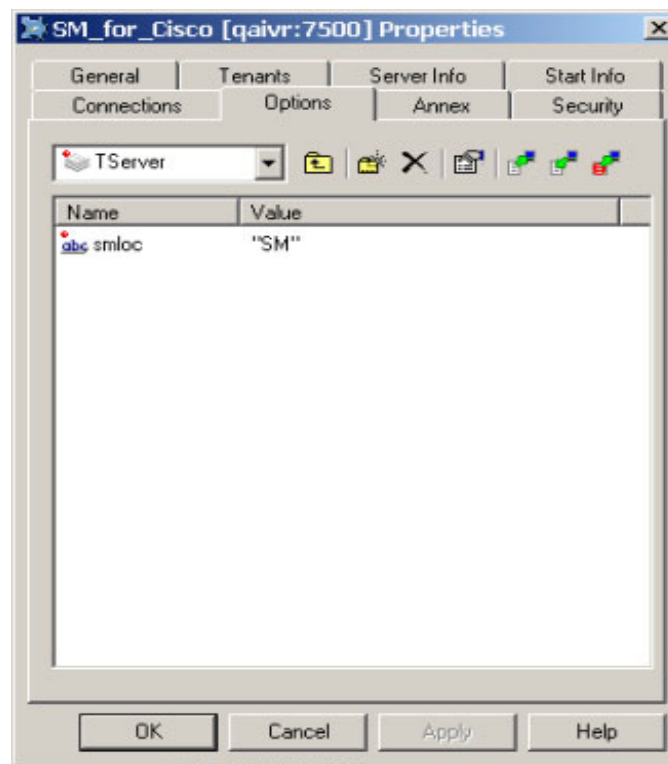 SM_for_Cisco [qaivr:7500] Properties
General Tenants Server Info Start Info
Connections Options Annex Security
TServer
Name Value
abc smloc "SM"
OK Cancel Apply Help